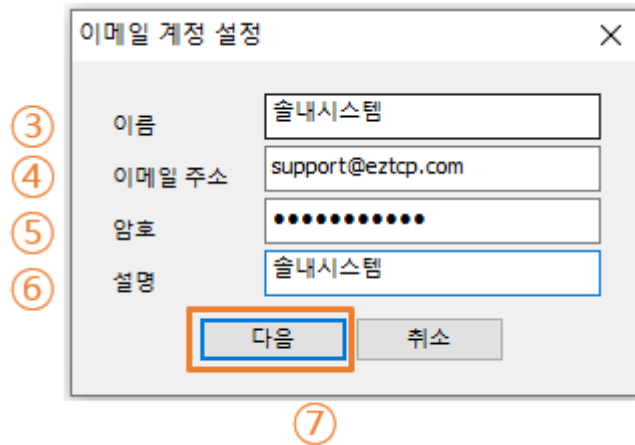 이메일 계정 설정
③ 이름 솔내시스템
④ 이메일 주소 support@eztcp.com
⑤ 암호 ●●●●●●●●●●●
⑥ 설명 솔내시스템
다음 취소
⑦